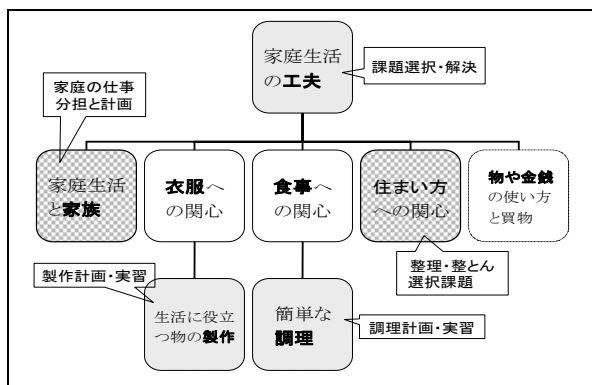 家庭生活
の工夫
課題選択・解決
家庭の仕事
分担と計画
家庭生活
と家族
衣服へ
の関心
食事へ
の関心
住まい方
への関心
物や金銭
の使い方
と買物
整理・整とん
選択課題
製作計画・実習
生活に役立
つ物の製作
簡単な
調理
調理計画・実習